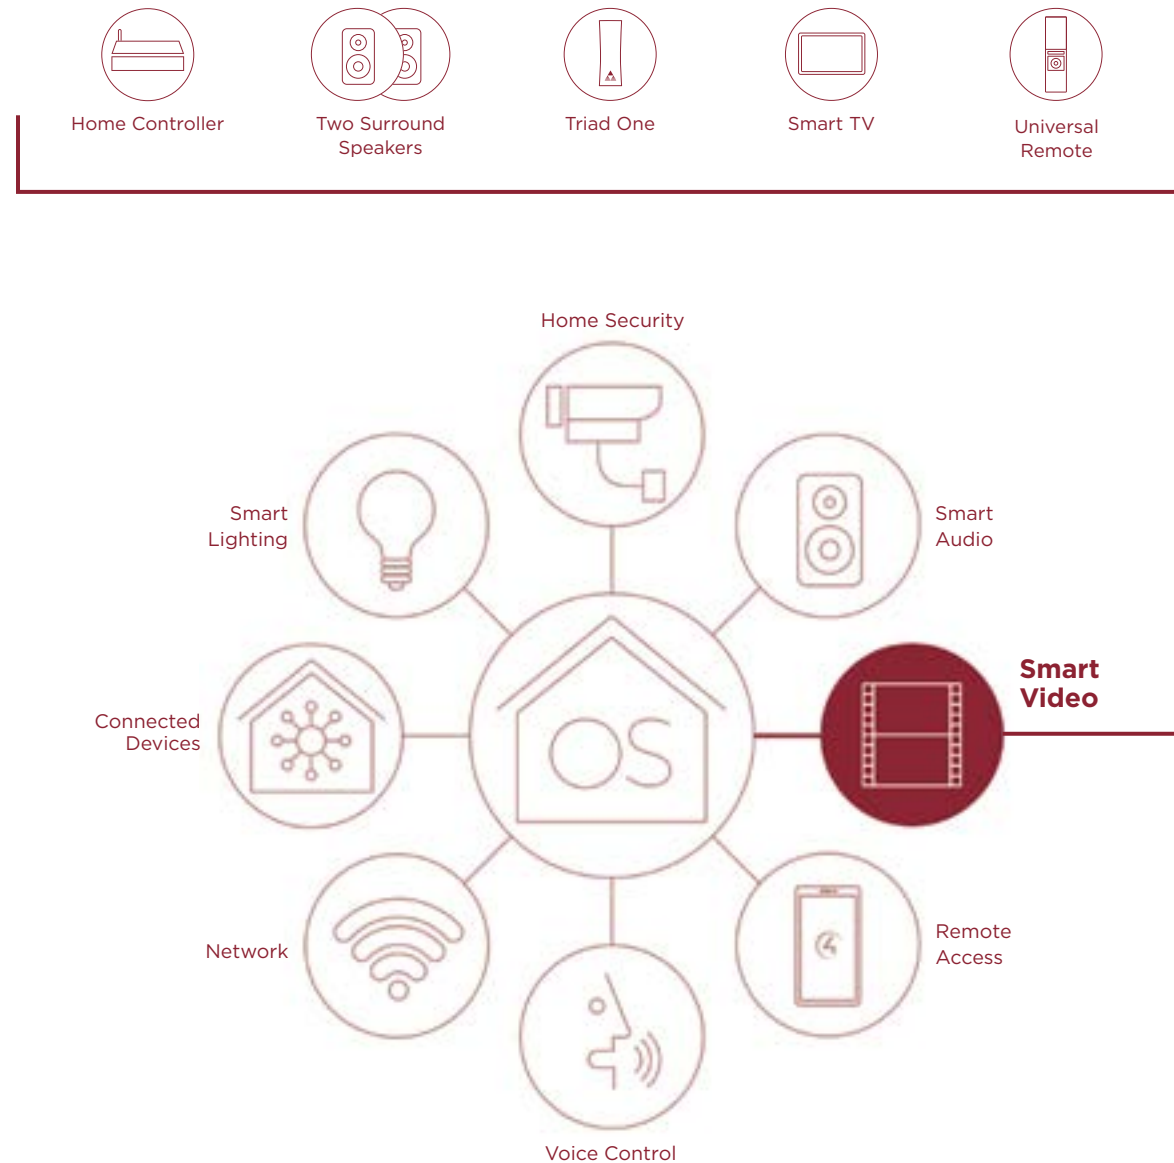 Home Controller
Two Surround
Speakers
Triad One
Smart TV
Universal
Remote
Home Security
Smart
Lighting
Smart
Audio
Connected
Devices
OS
Smart
Video
Network
Remote
Access
Voice Control